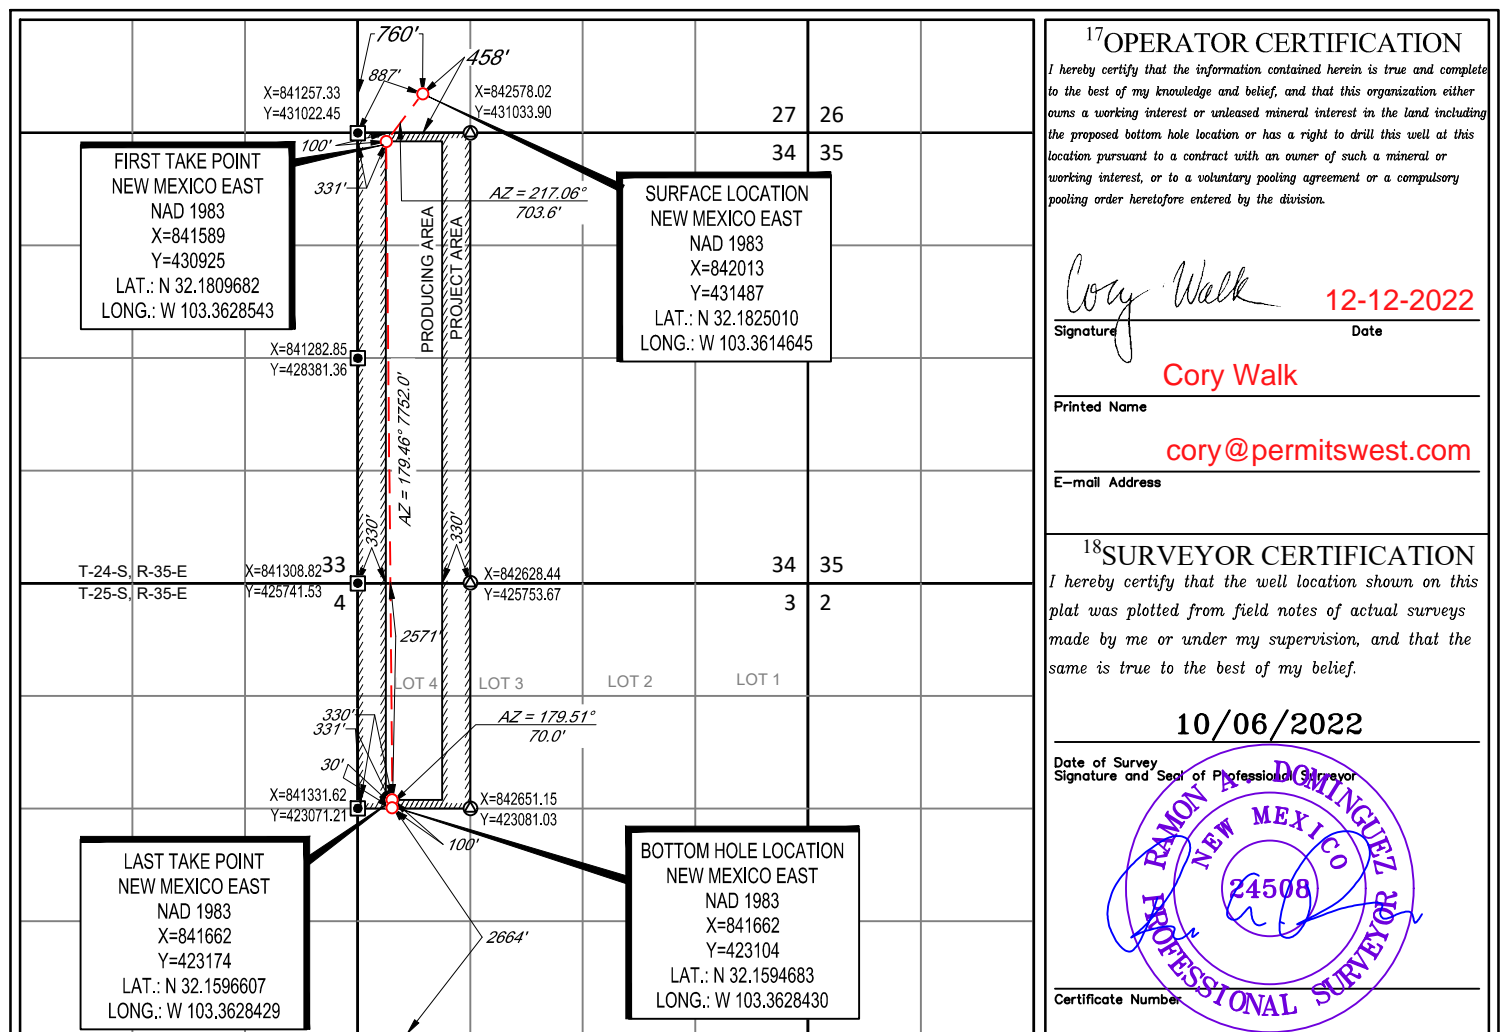 760'
458'
887'
X=841257.33
Y=431022.45
X=842578.02
Y=431033.90
27 26
34 35
100'
331'
FIRST TAKE POINT
NEW MEXICO EAST
NAD 1983
X=841589
Y=430925
LAT.: N 32.1809682
LONG.: W 103.3628543
AZ = 217.06°
703.6'
SURFACE LOCATION
NEW MEXICO EAST
NAD 1983
X=842013
Y=431487
LAT.: N 32.1825010
LONG.: W 103.3614645
PRODUCING AREA
PROJECT AREA
X=841282.85
Y=428381.36
AZ = 179.46° 7752.0'
330'
330'
T-24-S, R-35-E
T-25-S, R-35-E
X=841308.82
Y=425741.53
33
4
X=842628.44
Y=425753.67
34 35
3 2
2571'
LOT 4
LOT 3
LOT 2
LOT 1
330'
331'
AZ = 179.51°
70.0'
30'
X=841331.62
Y=423071.21
X=842651.15
Y=423081.03
100'
LAST TAKE POINT
NEW MEXICO EAST
NAD 1983
X=841662
Y=423174
LAT.: N 32.1596607
LONG.: W 103.3628429
BOTTOM HOLE LOCATION
NEW MEXICO EAST
NAD 1983
X=841662
Y=423104
LAT.: N 32.1594683
LONG.: W 103.3628430
2664'
17 OPERATOR CERTIFICATION
I hereby certify that the information contained herein is true and complete
to the best of my knowledge and belief, and that this organization either
owns a working interest or unleased mineral interest in the land including
the proposed bottom hole location or has a right to drill this well at this
location pursuant to a contract with an owner of such a mineral or
working interest, or to a voluntary pooling agreement or a compulsory
pooling order heretofore entered by the division.
Cory Walk
12-12-2022
Signature Date
Cory Walk
Printed Name
cory@permitswest.com
E-mail Address
18 SURVEYOR CERTIFICATION
I hereby certify that the well location shown on this
plat was plotted from field notes of actual surveys
made by me or under my supervision, and that the
same is true to the best of my belief.
10/06/2022
Date of Survey
Signature and Seal of Professional Surveyor
RAMON A. DOMINGUEZ
NEW MEXICO
24508
PROFESSIONAL SURVEYOR
Certificate Number